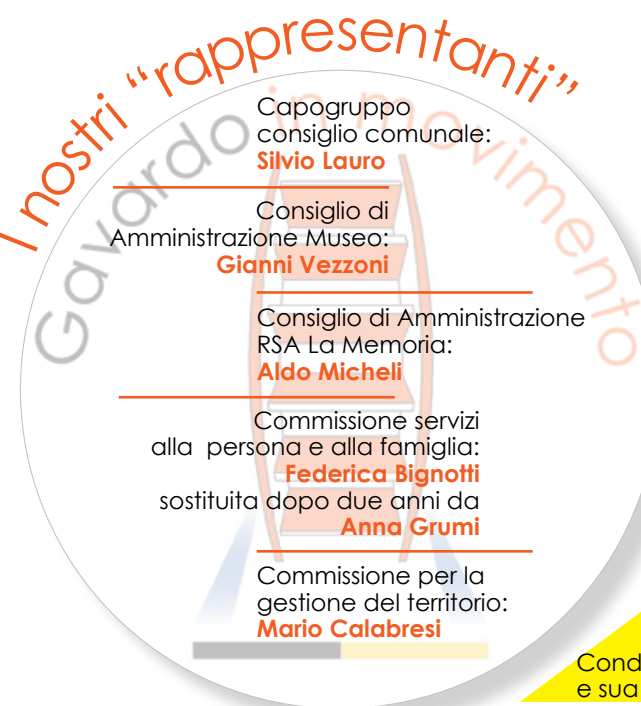 I nostri “rappresentanti”
Gavardo in movimento
Capogruppo
consiglio comunale:
Silvio Lauro
Consiglio di
Amministrazione Museo:
Gianni Vezzoni
Consiglio di Amministrazione
RSA La Memoria:
Aldo Micheli
Commissione servizi
alla persona e alla famiglia:
Federica Bignotti
sostituita dopo due anni da
Anna Grumi
Commissione per la
gestione del territorio:
Mario Calabresi
Cond
e sua